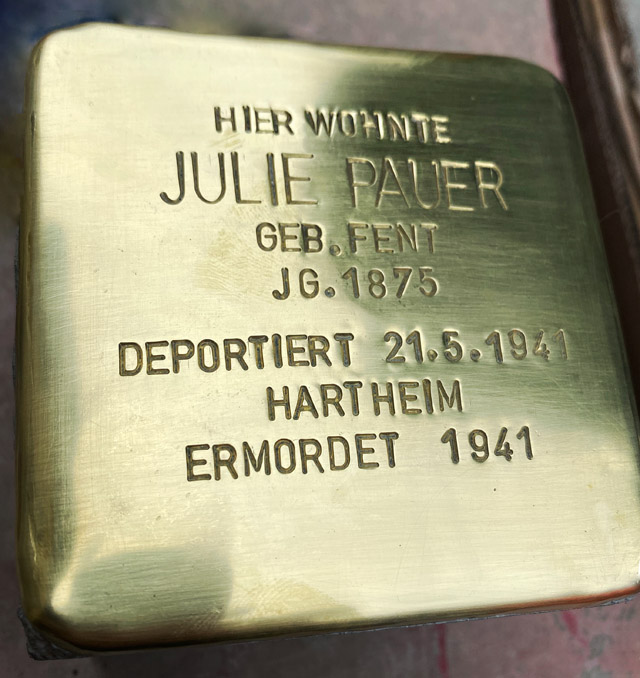 HIER WOHNTE
JULIE PAUER
GEB. FENT
JG. 1875
DEPORTIERT 21.5.1941
HARTHEIM
ERMORDET 1941